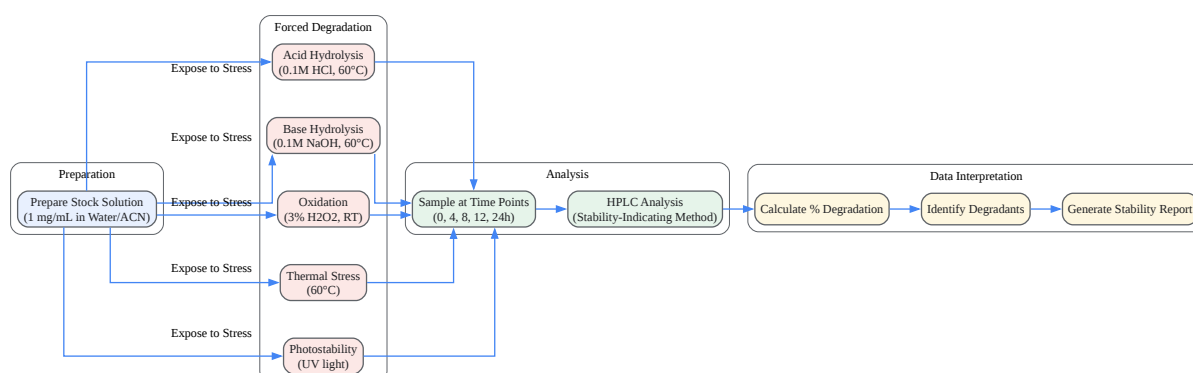 Forced Degradation
Acid Hydrolysis
(0.1M HCl, 60°C)
Expose to Stress
Expose to Stress
Base Hydrolysis
(0.1M NaOH, 60°C)
Preparation
Prepare Stock Solution
(1 mg/mL in Water/ACN)
Expose to Stress
Oxidation
(3% H2O2, RT)
Analysis
Sample at Time Points
(0, 4, 8, 12, 24h)
HPLC Analysis
(Stability-Indicating Method)
Data Interpretation
Calculate % Degradation
Identify Degradants
Generate Stability Report
Expose to Stress
Thermal Stress
(60°C)
Expose to Stress
Photostability
(UV light)